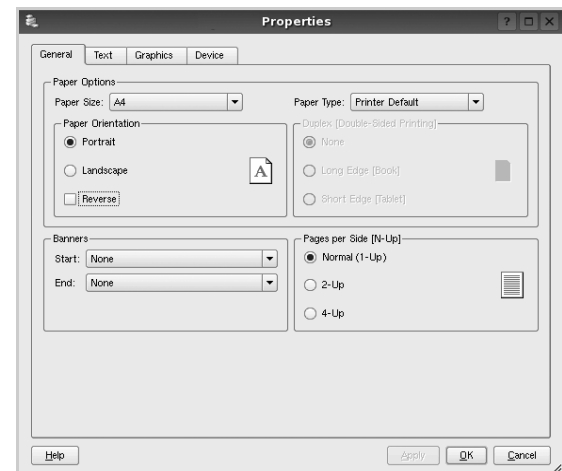 Properties
General Text Graphics Device
Paper Options
Paper Size: A4 Paper Type: Printer Default
Paper Orientation
Portrait
Landscape
A
Reverse
Duplex [Double-Sided Printing]
None
Long Edge [Book]
Short Edge [Tablet]
Banners
Start: None
End: None
Pages per Side [N-Up]
Normal (1-Up)
2-Up
4-Up
Help Apply OK Cancel